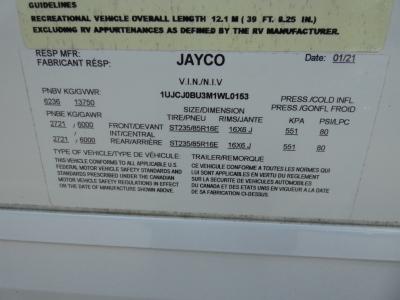 GUIDELINES
RECREATIONAL VEHICLE OVERALL LENGTH 12.1 M ( 39 FT. 8.25 IN.)
EXCLUDING RV APPURTENANCES AS DEFINED BY THE RV MANUFACTURER.
RESP MFR:
FABRICANT RÉSP: JAYCO Date: 01/21
V.I.N./N.I.V
PNBV KG/GVWR: 1UJCJ0BU3M1WL0153 PRESS./COLD INFL.
6236 13750 SIZE/DIMENSION PRESS/GONFL FROID
PNBE KG/GAWR TIRE/PNEU RIMS/JANTE KPA PSI/LPC
2721 / 6000 FRONT/DEVANT ST235/85R16E 16X6 J 551 80
INT/CENTRAL
2721 / 6000 REAR/ARRIÈRE ST235/85R16E 16X6 J 551 80
TYPE OF VEHICLE/TYPE DE VÉHICULE: TRAILER/REMORQUE
THIS VEHICLE CONFORMS TO ALL APPLICABLE U.S. CE VEHICULE EST CONFORME A TOUTES LES NORMES QUI
FEDERAL MOTOR VEHICLE SAFETY STANDARDS AND LUI SONT APPLICABLES EN VERTU DU REGLEMENT
STANDARDS PRESCRIBED UNDER THE CANADIAN SUR LA SECURITE DES VEHICULES AUTOMOBILES
MOTOR VEHICLE SAFETY REGULATIONS IN EFFECT ON DU CANADA ET DES ETATS UNIS EN VIGUEUR A LA DATE
THE DATE OF MANUFACTURE SHOWN ABOVE. DE SA FABRICATION CI-DESSUS.